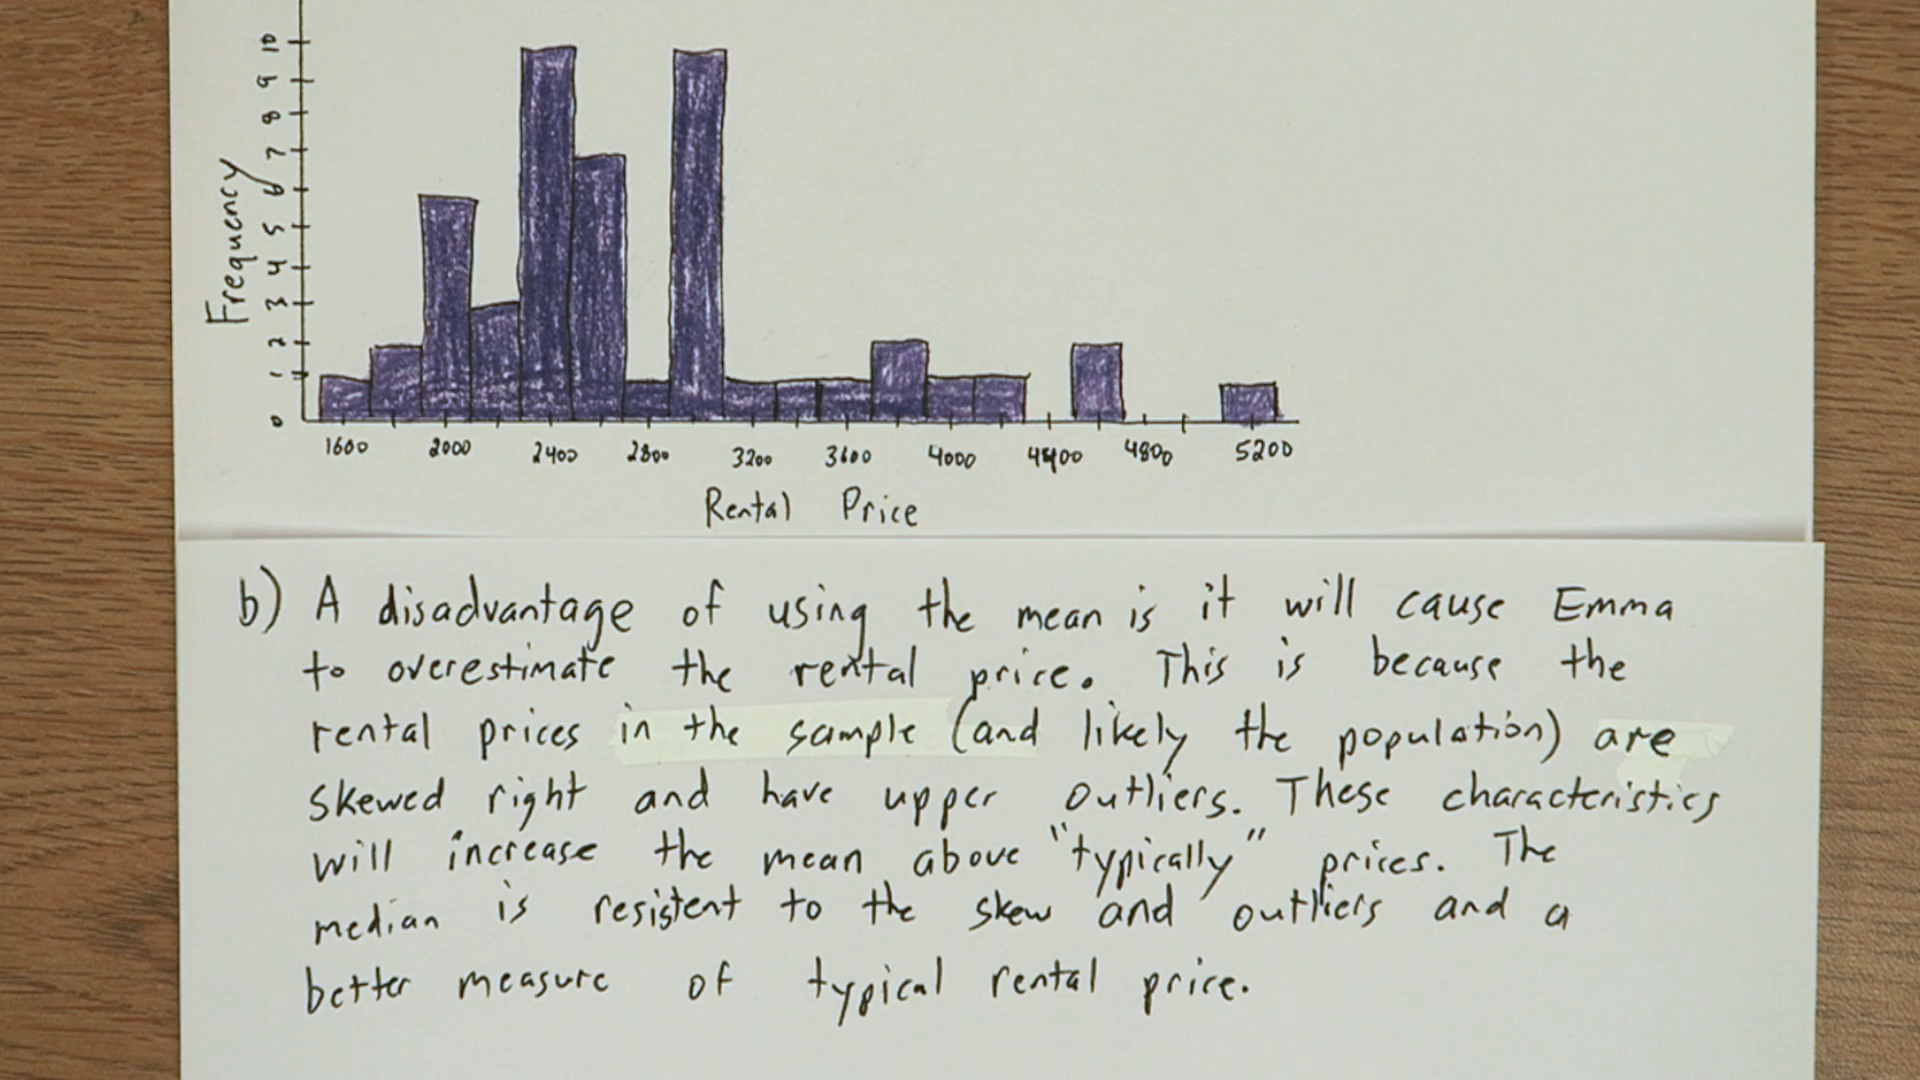 10
9
8
7
6
5
4
3
2
1
0
Frequency
1600 2000 2400 2800 3200 3600 4000 4400 4800 5200
Rental Price
b) A disadvantage of using the mean is it will cause Emma
to overestimate the rental price. This is because the
rental prices in the sample (and likely the population) are
skewed right and have upper outliers. These characteristics
will increase the mean above "typically" prices. The
median is resistent to the skew and outliers and a
better measure of typical rental price.